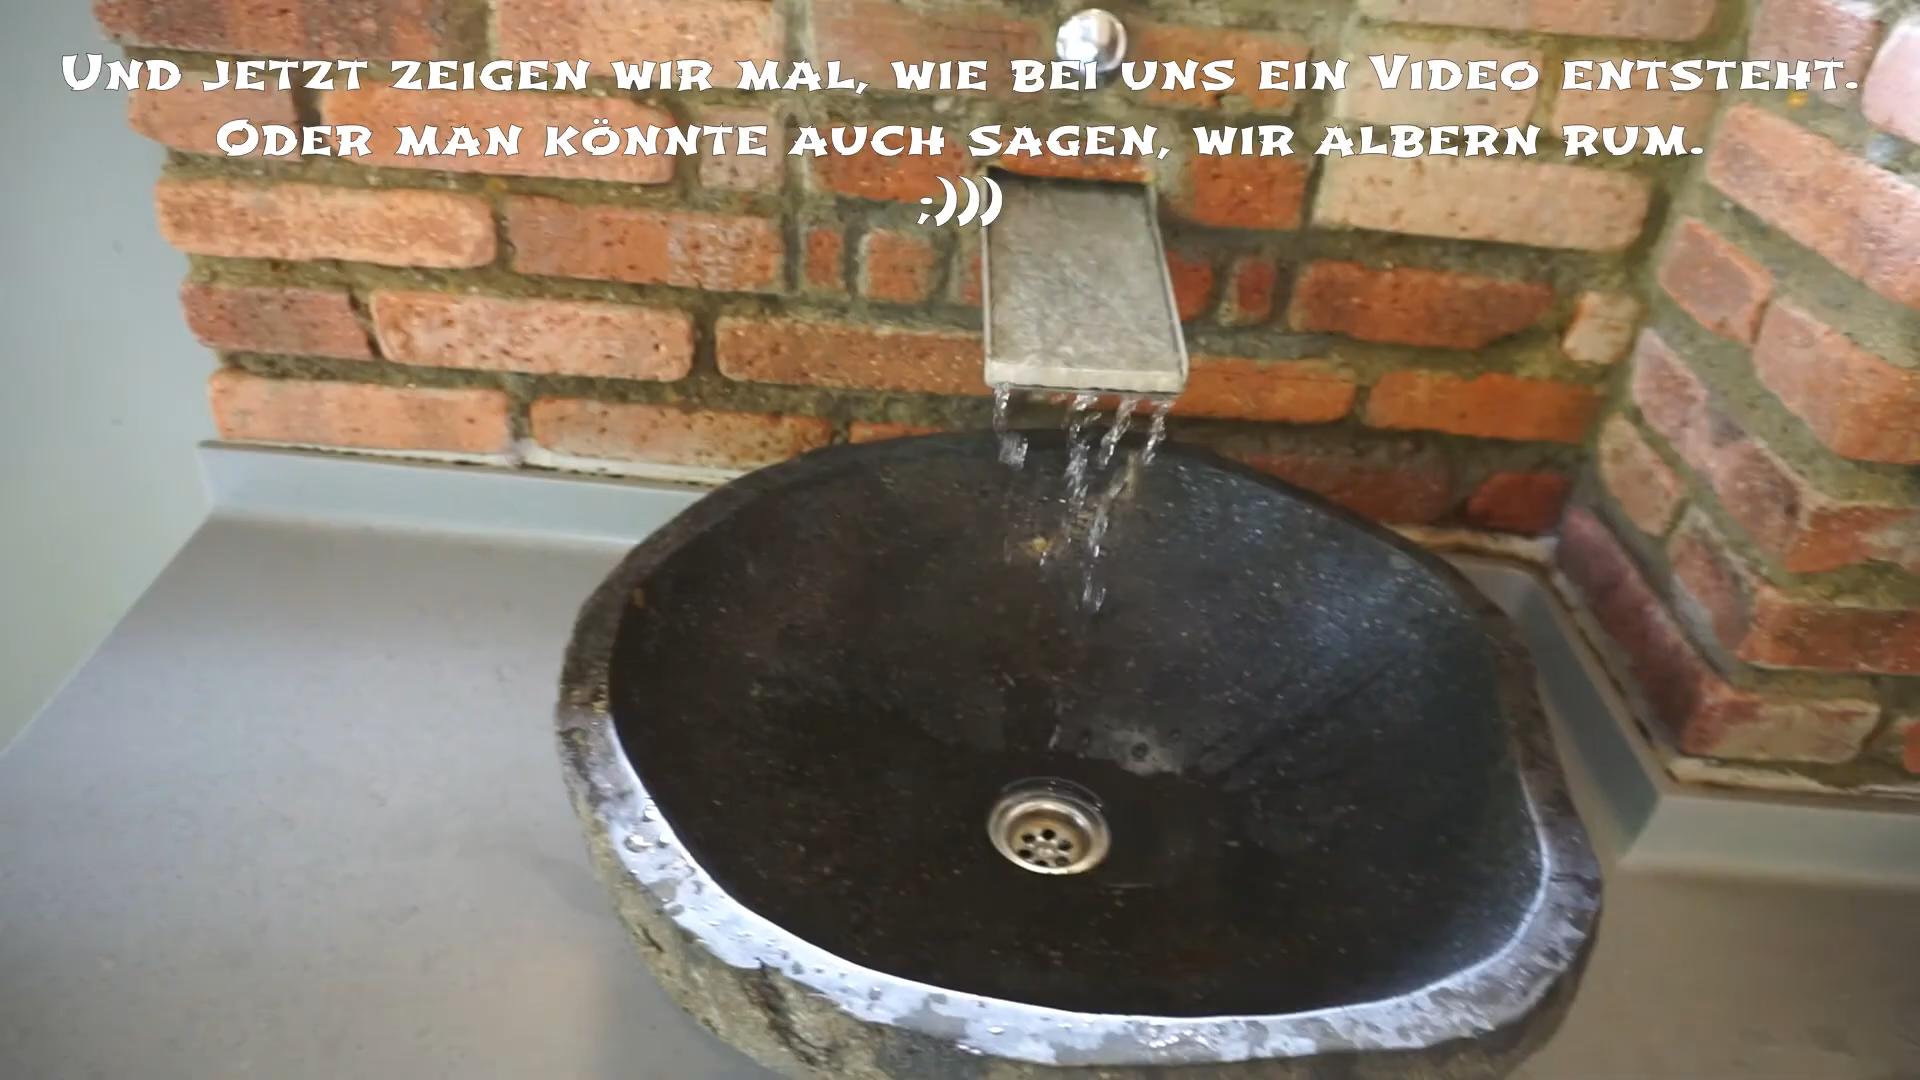 Und jetzt zeigen wir mal, wie bei uns ein Video entsteht.
Oder man könnte auch sagen, wir albern rum.
;)))